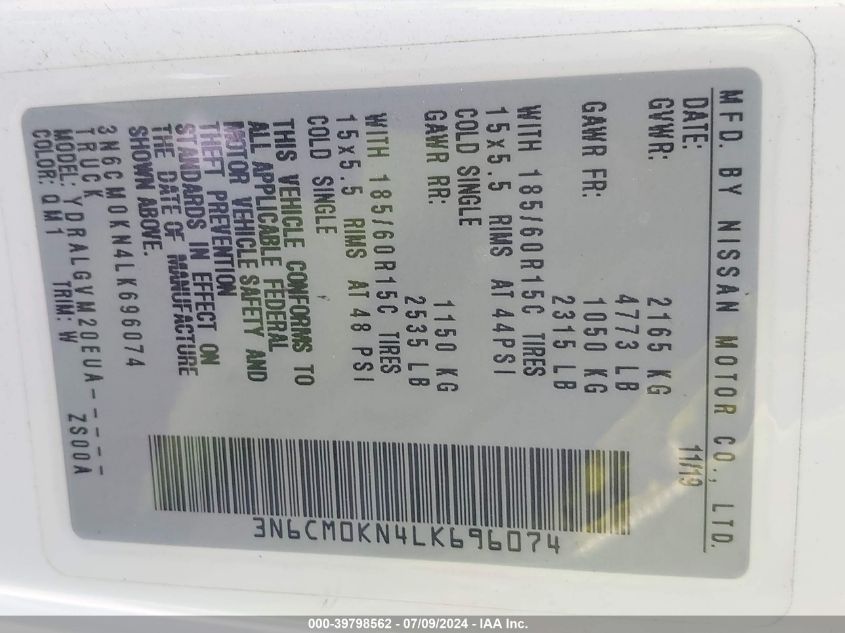 MFD. BY NISSAN MOTOR CO., LTD.
DATE: 11/19
GVWR: 2165 KG
4773 LB
GAWR FR: 1050 KG
2315 LB
WITH 185/60R15C TIRES
15x5.5 RIMS AT 44PSI
COLD SINGLE
GAWR RR: 1150 KG
2535 LB
WITH 185/60R15C TIRES
15x5.5 RIMS AT 48 PSI
COLD SINGLE
THIS VEHICLE CONFORMS TO
ALL APPLICABLE FEDERAL
MOTOR VEHICLE SAFETY AND
THEFT PREVENTION
STANDARDS IN EFFECT ON
THE DATE OF MANUFACTURE
SHOWN ABOVE.
3N6CM0KN4LK696074
TRUCK
MODEL: YDRALGVM20EUA-----
COLOR: QM1 TRIM: W ZS00A
3N6CM0KN4LK696074
000-39798562 - 07/09/2024 - IAA Inc.